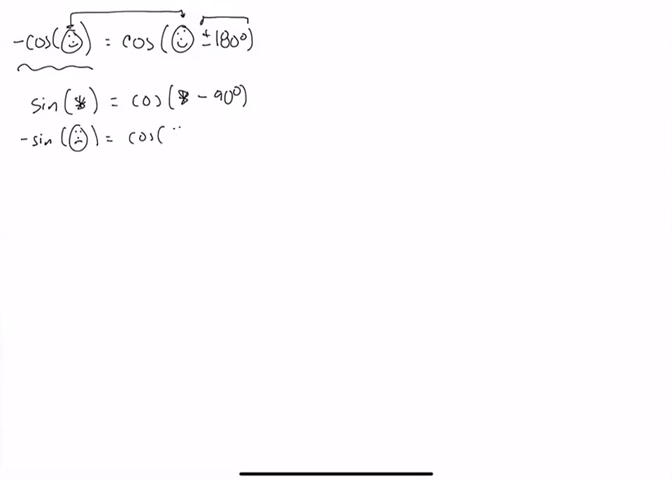 -cos(☺) = cos(☺ ± 180°)
sin(*) = cos(* - 90°)
-sin(☹) = cos(